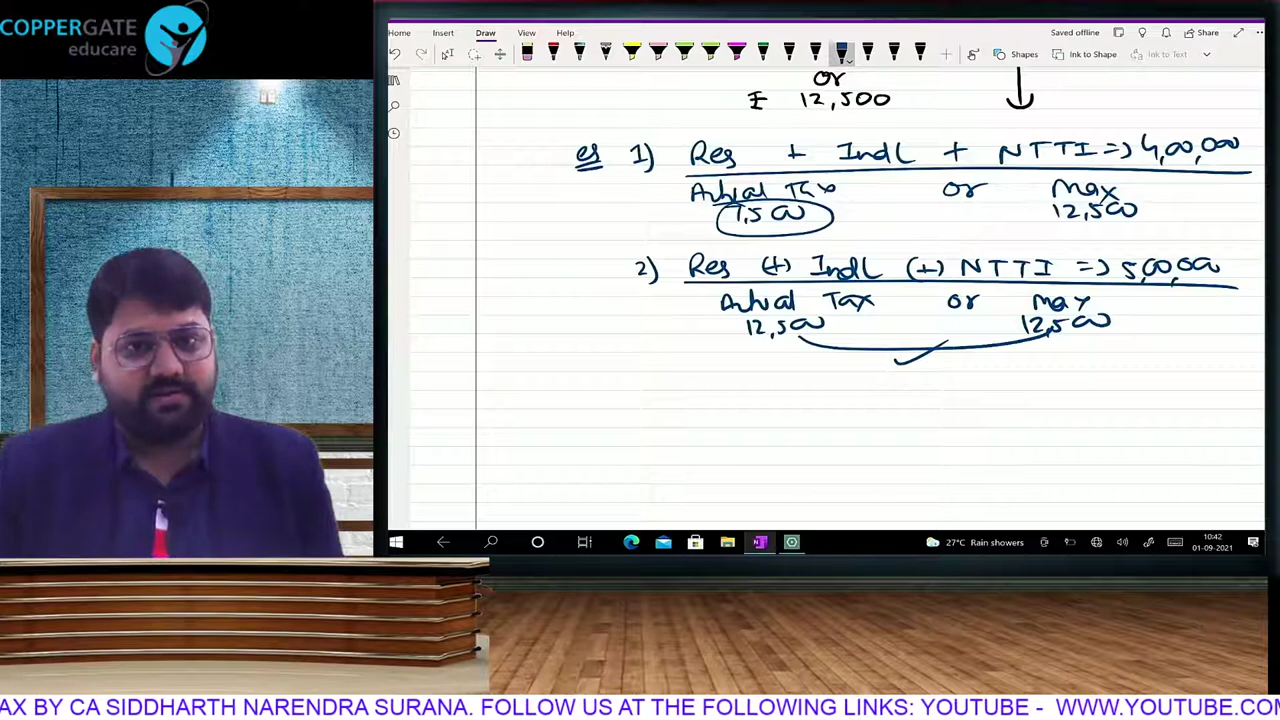 COPPERGATE
educare
Home Insert Draw View Help
Saved offline Share
Shapes Ink to Shape Ink to Text
or
₹ 12,500
es 1) Res + Indl + NTTI => 4,00,000
Actual Tax or Max
7,500 12,500
2) Res (+) Indl (+) NTTI => 5,00,000
Actual Tax or Max
12,500 12,500
27°C Rain showers 10:42
01-09-2021
AX BY CA SIDDHARTH NARENDRA SURANA. FOLLOW US AT THE FOLLOWING LINKS: YOUTUBE - WWW.YOUTUBE.COM